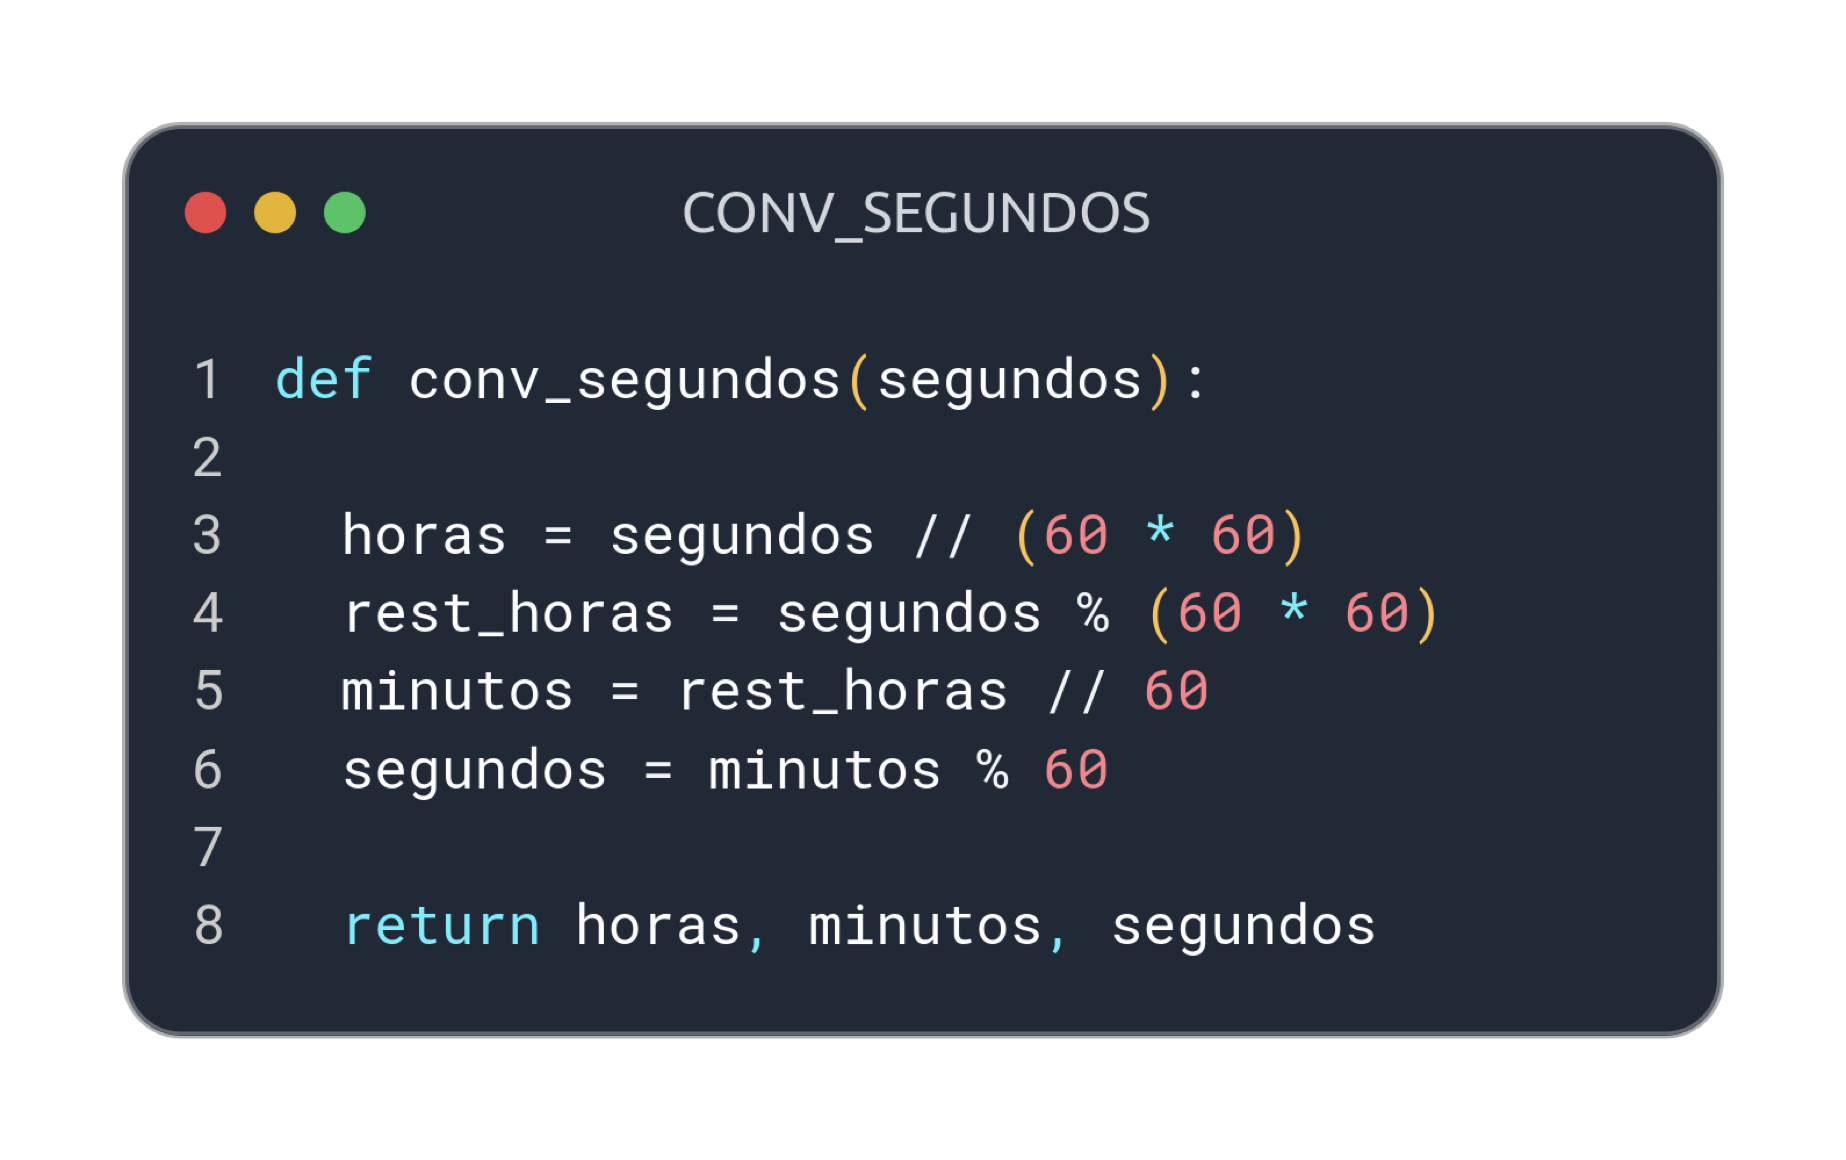 CONV_SEGUNDOS
1 def conv_segundos(segundos):
2
3   horas = segundos // (60 * 60)
4   rest_horas = segundos % (60 * 60)
5   minutos = rest_horas // 60
6   segundos = minutos % 60
7
8   return horas, minutos, segundos